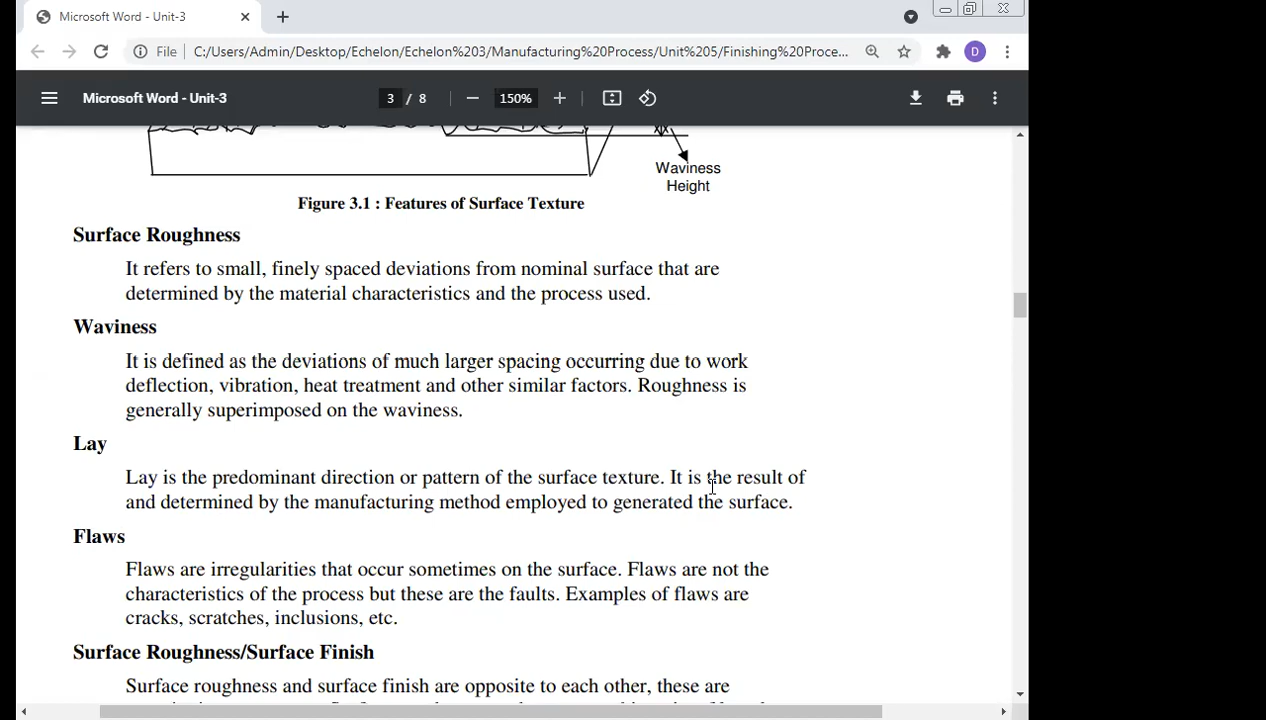 Microsoft Word - Unit-3
File
C:/Users/Admin/Desktop/Echelon/Echelon%203/Manufacturing%20Process/Unit%205/Finishing%20Proce...
D
Microsoft Word - Unit-3
3 / 8
150%
Waviness
Height
Figure 3.1 : Features of Surface Texture
Surface Roughness
It refers to small, finely spaced deviations from nominal surface that are
determined by the material characteristics and the process used.
Waviness
It is defined as the deviations of much larger spacing occurring due to work
deflection, vibration, heat treatment and other similar factors. Roughness is
generally superimposed on the waviness.
Lay
Lay is the predominant direction or pattern of the surface texture. It is the result of
and determined by the manufacturing method employed to generated the surface.
Flaws
Flaws are irregularities that occur sometimes on the surface. Flaws are not the
characteristics of the process but these are the faults. Examples of flaws are
cracks, scratches, inclusions, etc.
Surface Roughness/Surface Finish
Surface roughness and surface finish are opposite to each other, these are